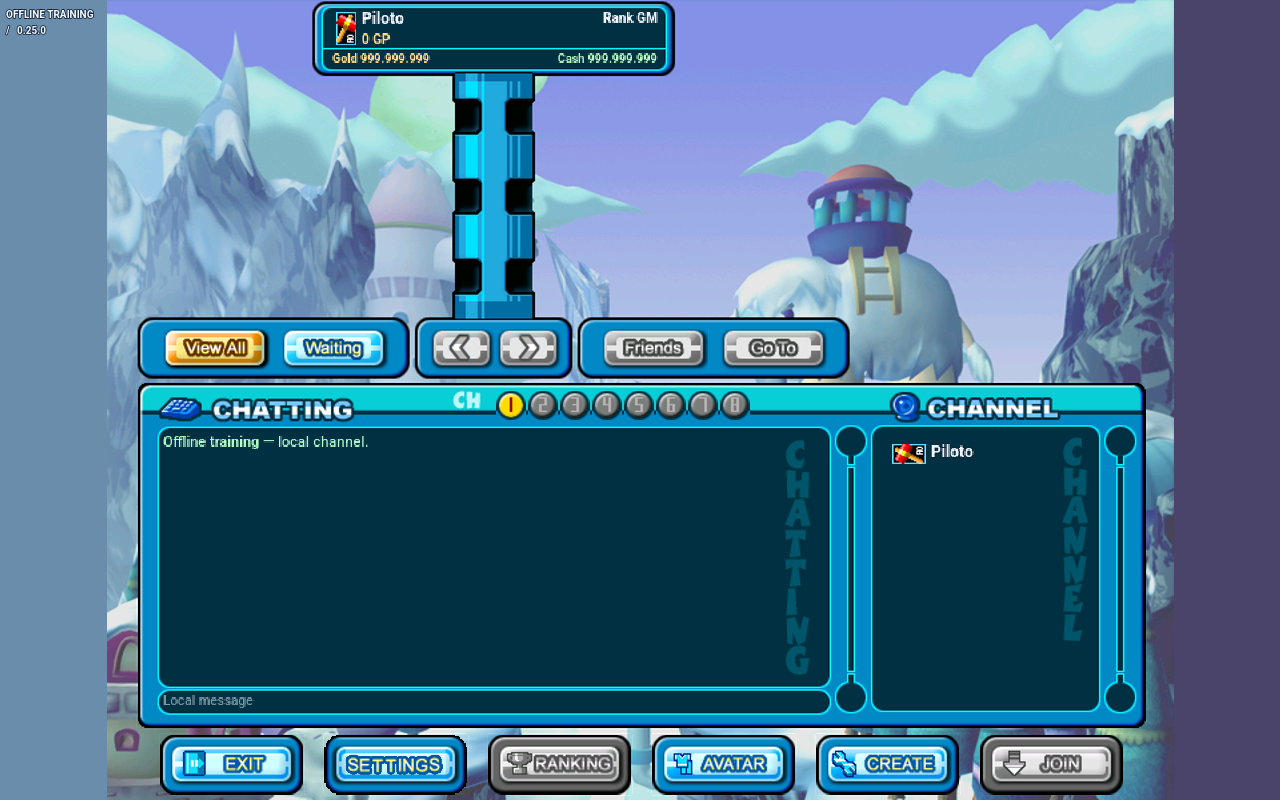 OFFLINE TRAINING
/ 0.25.0
Piloto
Rank GM
0 GP
Gold 999.999.999
Cash 999.999.999
View All
Waiting
Friends
Go To
CHATTING
CH
1 2 3 4 5 6 7 8
CHANNEL
Offline training — local channel.
CHATTING
Piloto
CHANNEL
Local message
EXIT
SETTINGS
RANKING
AVATAR
CREATE
JOIN